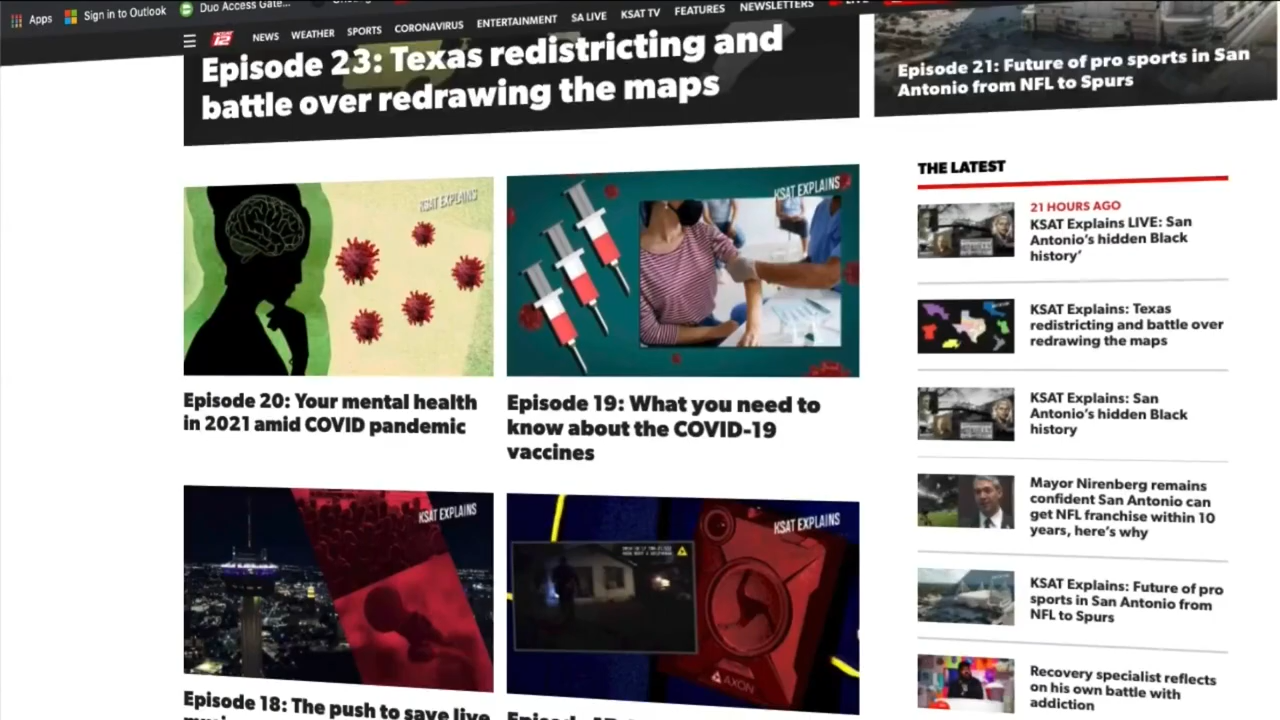 Apps
Sign in to Outlook
Duo Access Gate...
12
NEWS
WEATHER
SPORTS
CORONAVIRUS
ENTERTAINMENT
SA LIVE
KSAT TV
FEATURES
NEWSLETTERS
Episode 23: Texas redistricting and
battle over redrawing the maps
Episode 21: Future of pro sports in San
Antonio from NFL to Spurs
KSAT EXPLAINS
Episode 20: Your mental health
in 2021 amid COVID pandemic
KSAT EXPLAINS
Episode 19: What you need to
know about the COVID-19
vaccines
KSAT EXPLAINS
Episode 18: The push to save live
KSAT EXPLAINS
AXON
THE LATEST
21 HOURS AGO
KSAT Explains LIVE: San
Antonio's hidden Black
history'
KSAT Explains: Texas
redistricting and battle over
redrawing the maps
KSAT Explains: San
Antonio's hidden Black
history
Mayor Nirenberg remains
confident San Antonio can
get NFL franchise within 10
years, here's why
KSAT Explains: Future of pro
sports in San Antonio from
NFL to Spurs
Recovery specialist reflects
on his own battle with
addiction